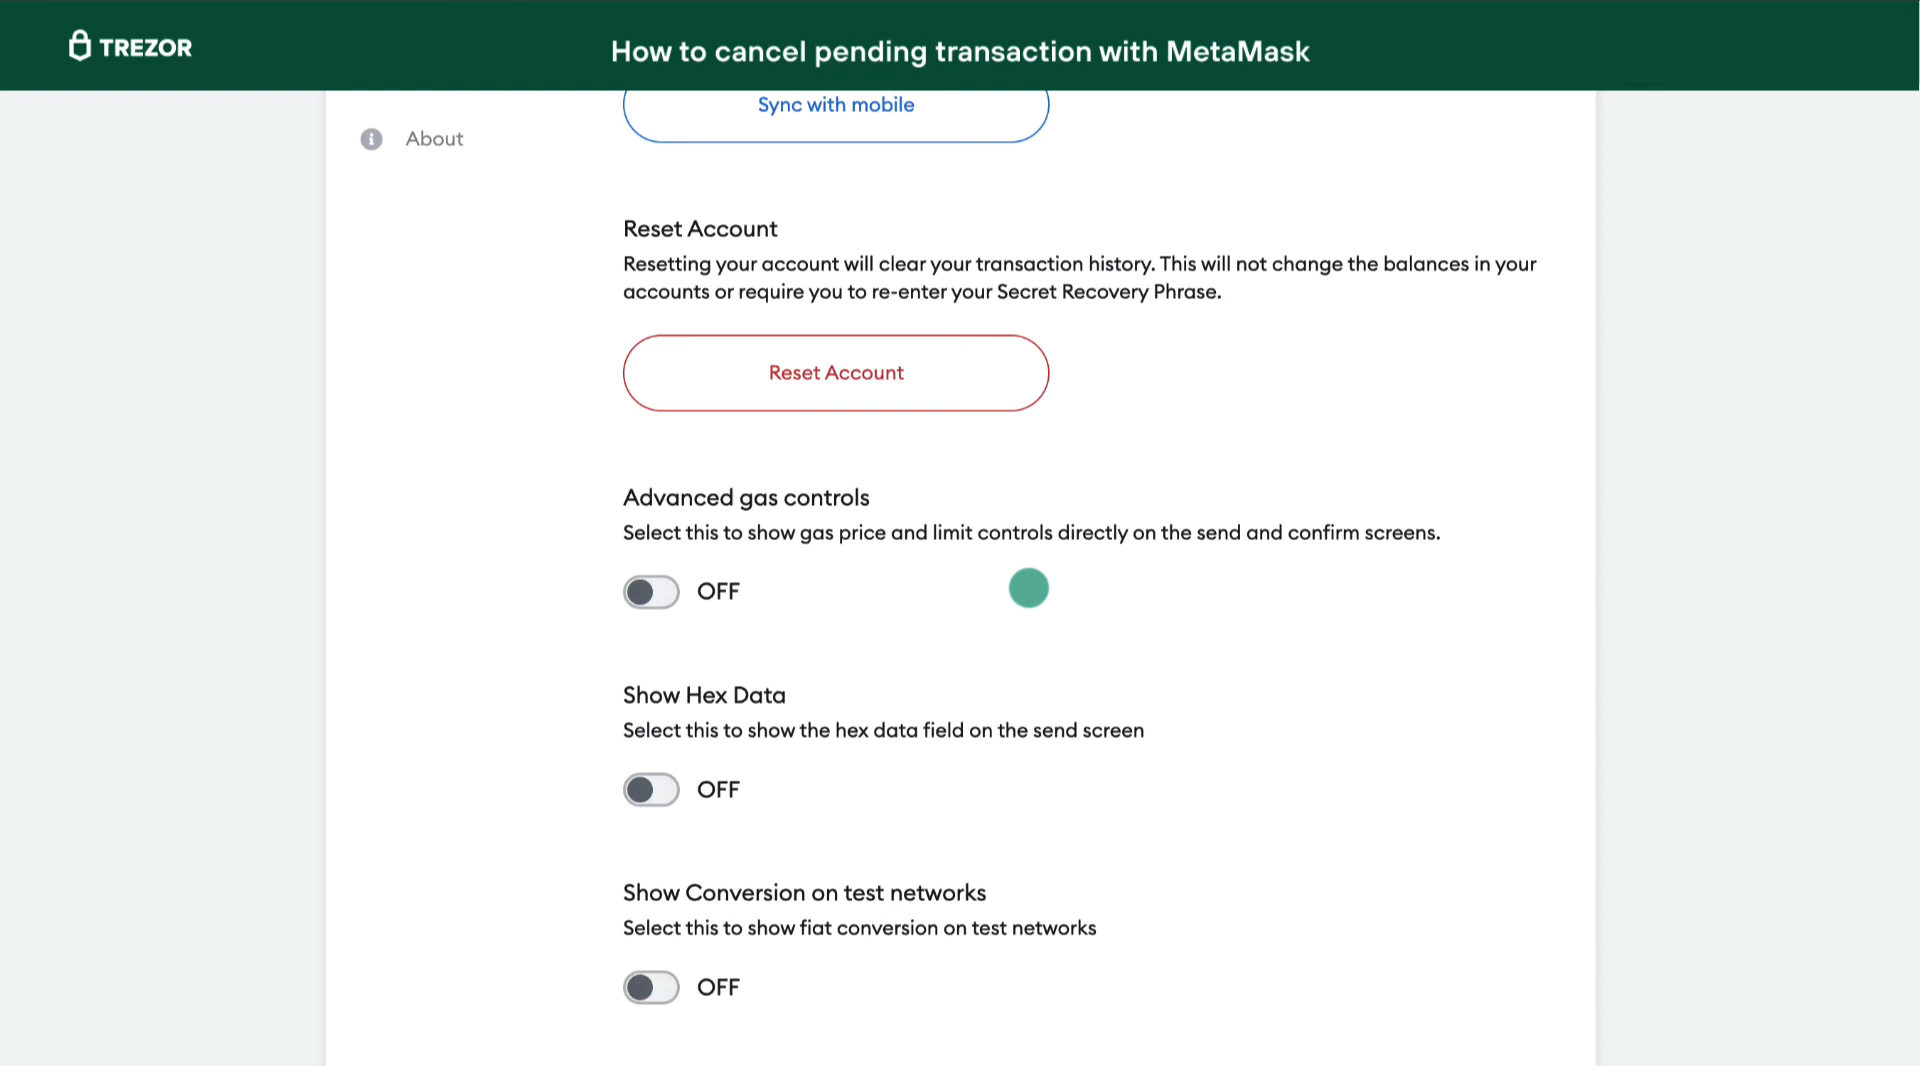 TREZOR
How to cancel pending transaction with MetaMask
Sync with mobile
About
Reset Account
Resetting your account will clear your transaction history. This will not change the balances in your
accounts or require you to re-enter your Secret Recovery Phrase.
Reset Account
Advanced gas controls
Select this to show gas price and limit controls directly on the send and confirm screens.
OFF
Show Hex Data
Select this to show the hex data field on the send screen
OFF
Show Conversion on test networks
Select this to show fiat conversion on test networks
OFF